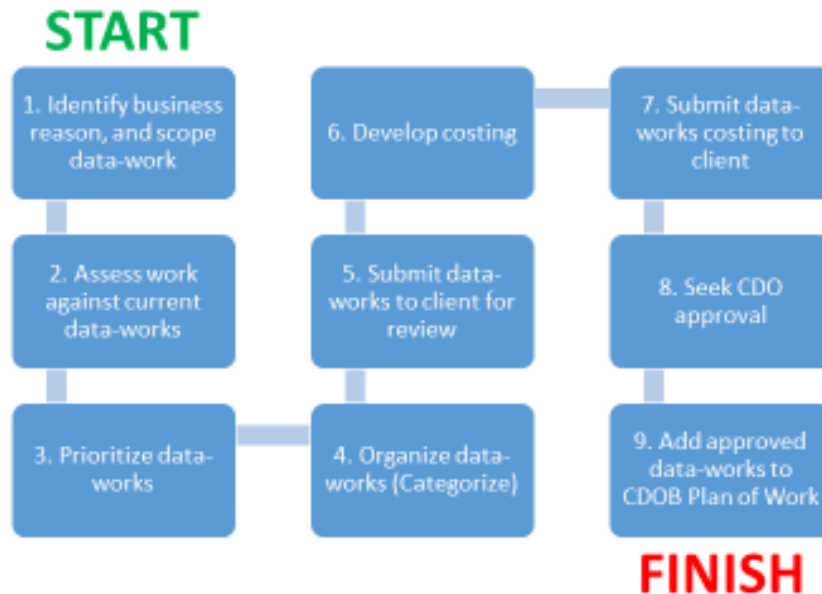 START
1. Identify business
reason, and scope
data-work
2. Assess work
against current
data-works
3. Prioritize data-
works
4. Organize data-
works (Categorize)
5. Submit data-
works to client for
review
6. Develop costing
7. Submit data-
works costing to
client
8. Seek CDO
approval
9. Add approved
data-works to
CDOB Plan of Work
FINISH